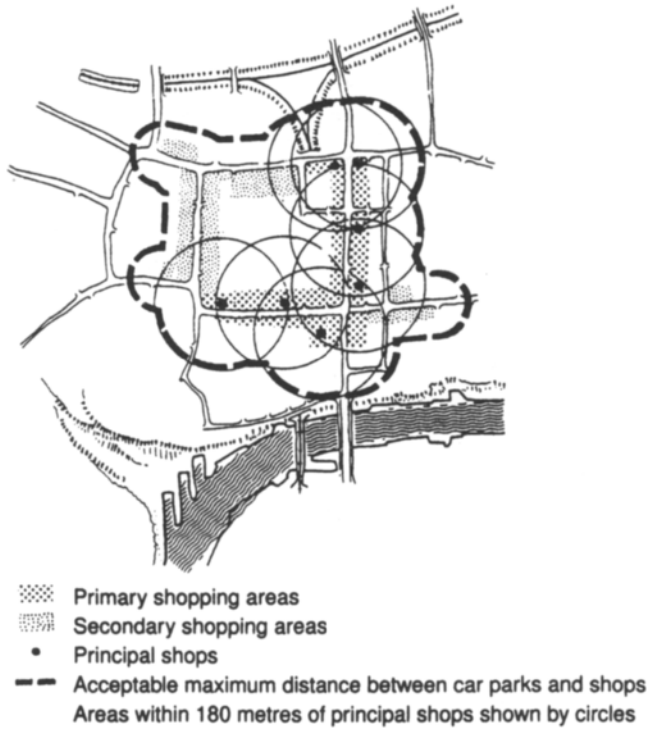 Primary shopping areas
Secondary shopping areas
Principal shops
Acceptable maximum distance between car parks and shops
Areas within 180 metres of principal shops shown by circles